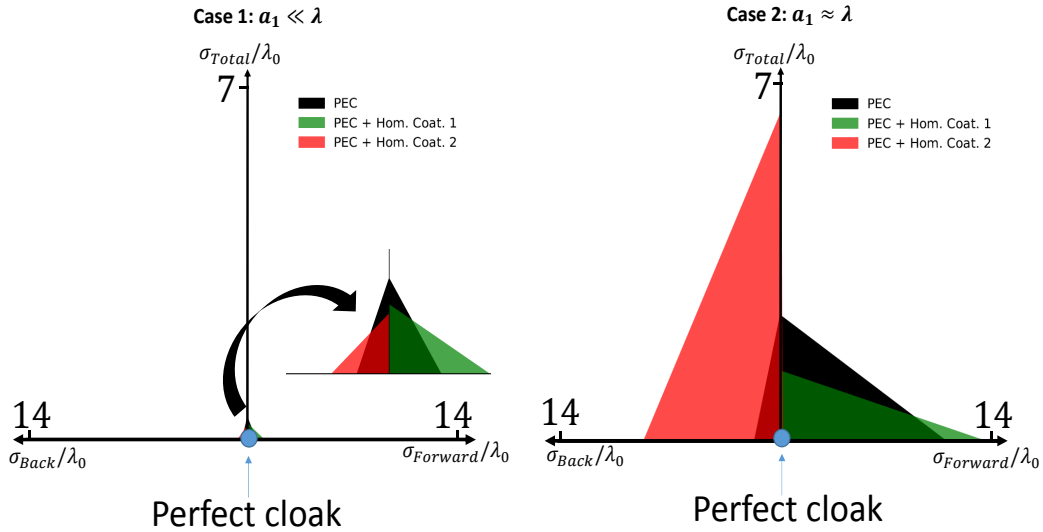 Case 1: a₁ ≪ λ
σ_Total/λ₀
7
PEC
PEC + Hom. Coat. 1
PEC + Hom. Coat. 2
14
14
σ_Back/λ₀
σ_Forward/λ₀
Perfect cloak
Case 2: a₁ ≈ λ
σ_Total/λ₀
7
PEC
PEC + Hom. Coat. 1
PEC + Hom. Coat. 2
14
14
σ_Back/λ₀
σ_Forward/λ₀
Perfect cloak